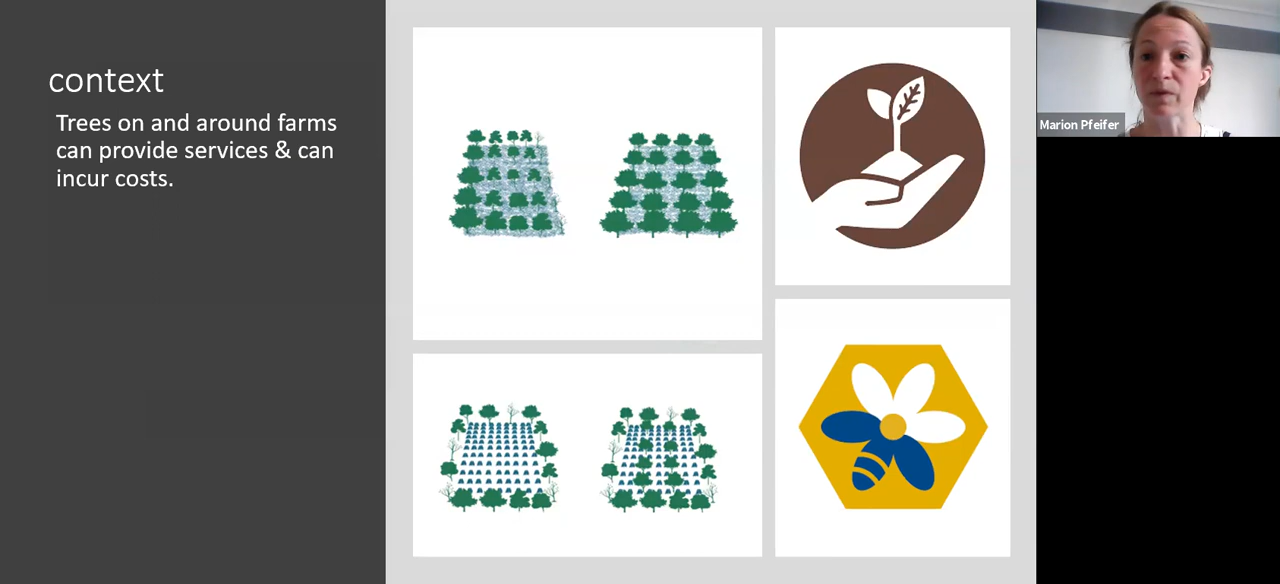 context
Trees on and around farms
can provide services & can
incur costs.
Marion Pfeifer